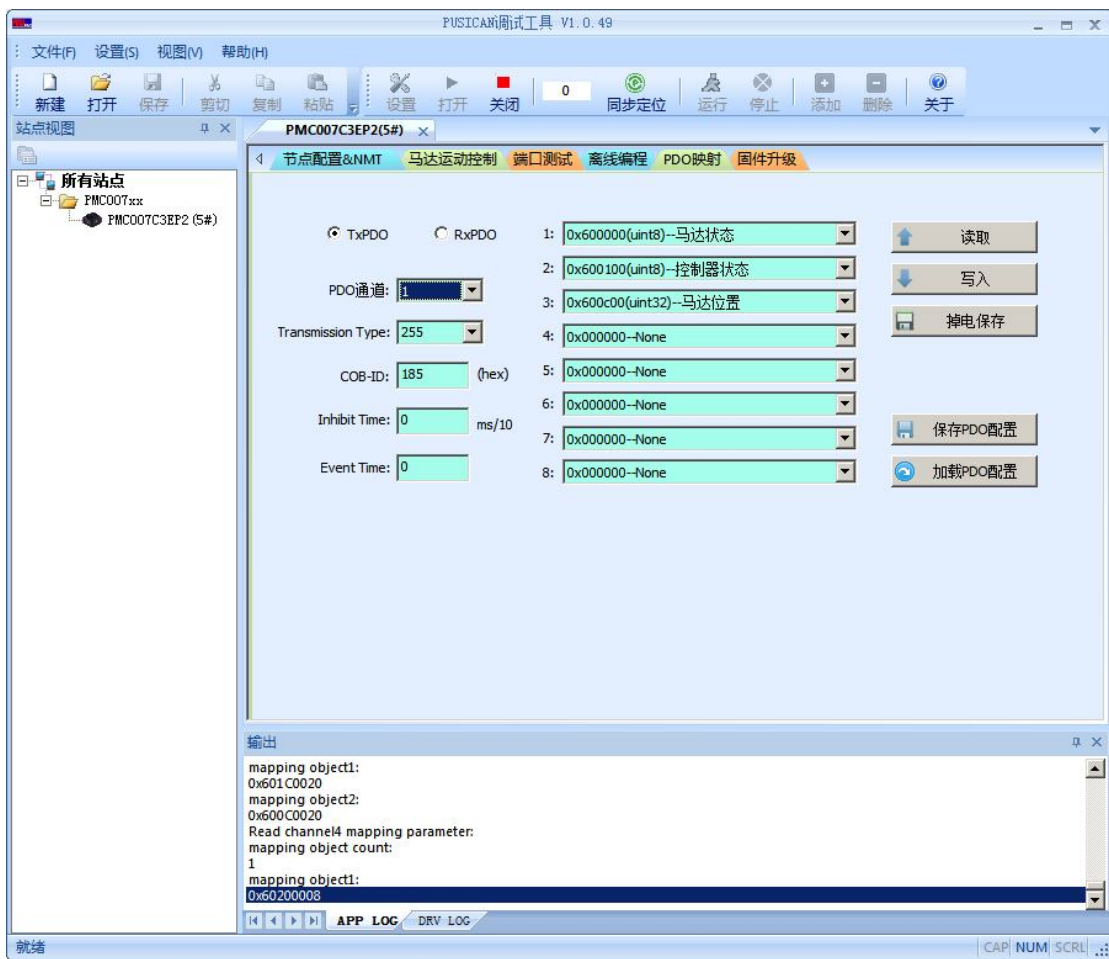 PUSICAN调试工具 V1.0.49
文件(F) 设置(S) 视图(V) 帮助(H)
新建 打开 保存 剪切 复制 粘贴 设置 打开 关闭 0 同步定位 运行 停止 添加 删除 关于
站点视图
所有站点
PMC007xx
PMC007C3EP2 (5#)
PMC007C3EP2(5#)
节点配置&NMT 马达运动控制 端口测试 离线编程 PDO映射 固件升级
TxPDO RxPDO
PDO通道: 1
Transmission Type: 255
COB-ID: 185 (hex)
Inhibit Time: 0 ms/10
Event Time: 0
1: 0x600000(uint8)--马达状态
2: 0x600100(uint8)--控制器状态
3: 0x600c00(uint32)--马达位置
4: 0x000000--None
5: 0x000000--None
6: 0x000000--None
7: 0x000000--None
8: 0x000000--None
读取
写入
掉电保存
保存PDO配置
加载PDO配置
输出
mapping object1:
0x601C0020
mapping object2:
0x600C0020
Read channel4 mapping parameter:
mapping object count:
1
mapping object1:
0x60200008
APP LOG DRV LOG
就绪 CAP NUM SCRL